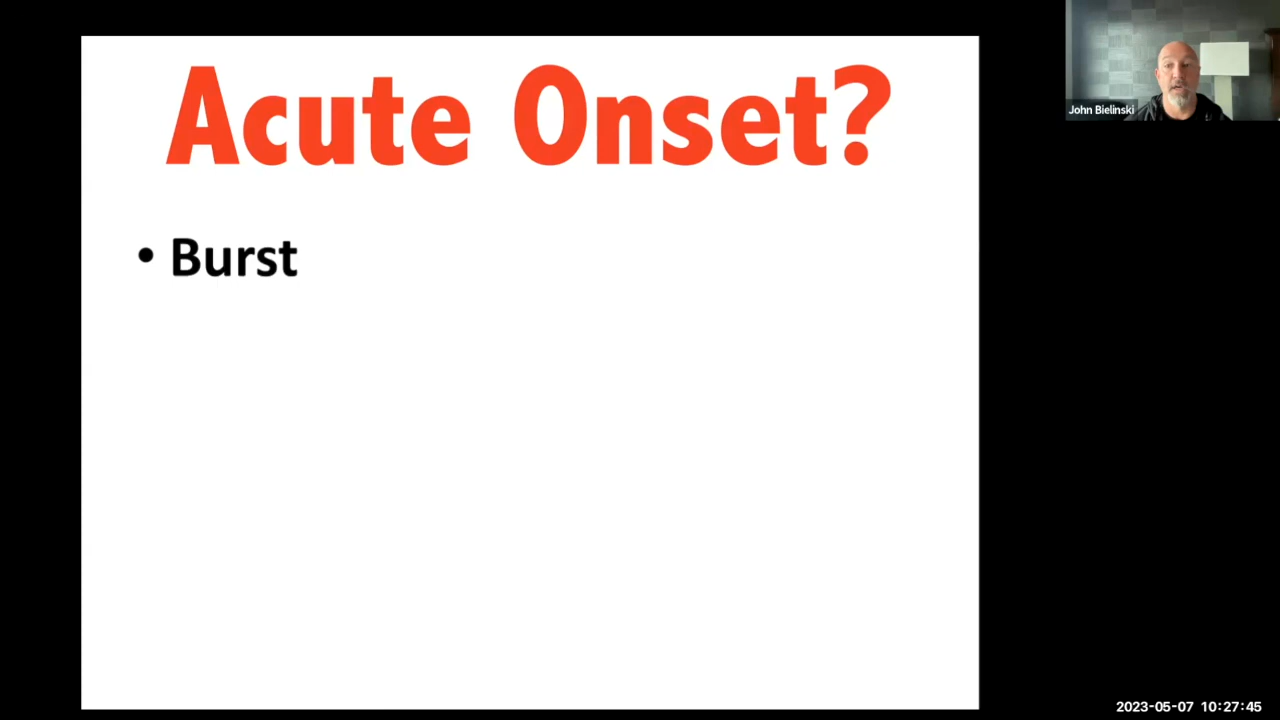 Acute Onset?
• Burst
John Bielinski
2023-05-07 10:27:45